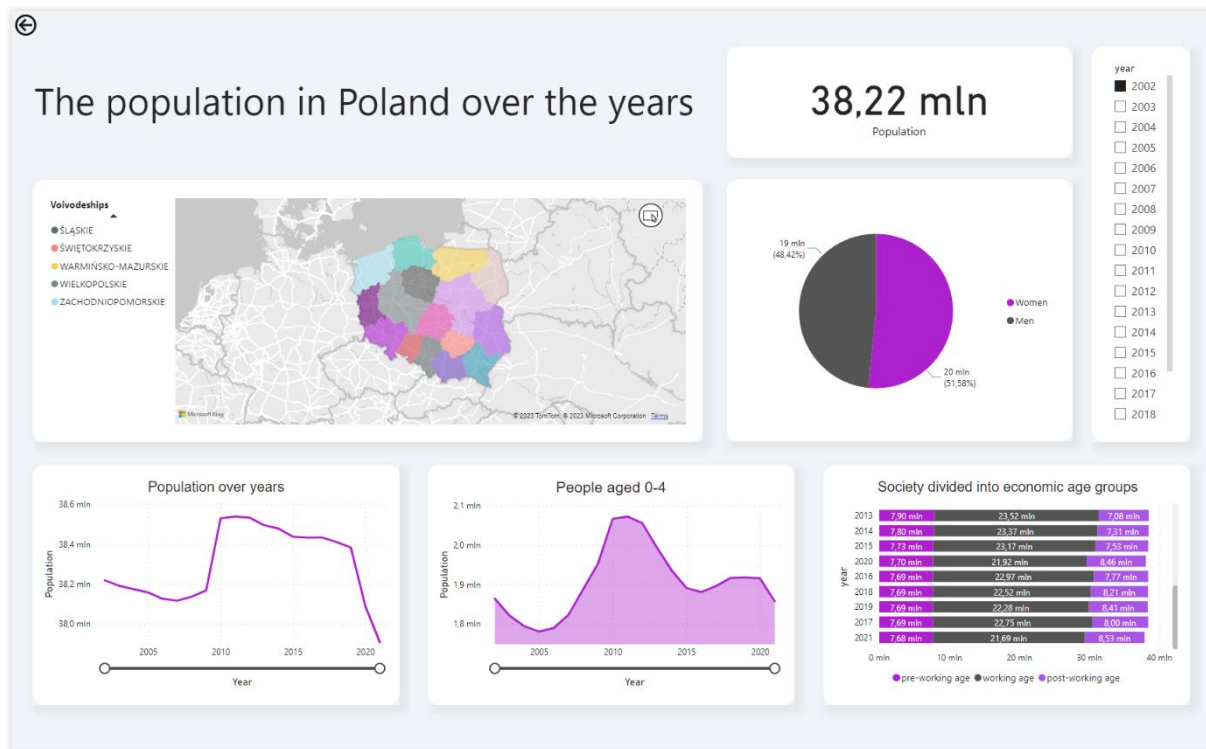 The population in Poland over the years
38,22 mln
Population
year
2002
2003
2004
2005
2006
2007
2008
2009
2010
2011
2012
2013
2014
2015
2016
2017
2018
Voivodeships
ŚLĄSKIE
ŚWIĘTOKRZYSKIE
WARMIŃSKO-MAZURSKIE
WIELKOPOLSKIE
ZACHODNIOPOMORSKIE
Microsoft Bing
© 2023 TomTom, © 2023 Microsoft Corporation Terms
19 mln
(48,42%)
20 mln
(51,58%)
Women
Men
Population over years
Population
38,6 mln
38,4 mln
38,2 mln
38,0 mln
2005 2010 2015 2020
Year
People aged 0-4
Population
2,1 mln
2,0 mln
1,9 mln
1,8 mln
2005 2010 2015 2020
Year
Society divided into economic age groups
year
2013 7,90 mln 23,52 mln 7,08 mln
2014 7,80 mln 23,37 mln 7,31 mln
2015 7,73 mln 23,17 mln 7,53 mln
2020 7,70 mln 21,92 mln 8,46 mln
2016 7,69 mln 22,97 mln 7,77 mln
2018 7,69 mln 22,52 mln 8,21 mln
2019 7,69 mln 22,28 mln 8,41 mln
2017 7,69 mln 22,75 mln 8,00 mln
2021 7,68 mln 21,69 mln 8,53 mln
0 mln 10 mln 20 mln 30 mln 40 mln
pre-working age working age post-working age